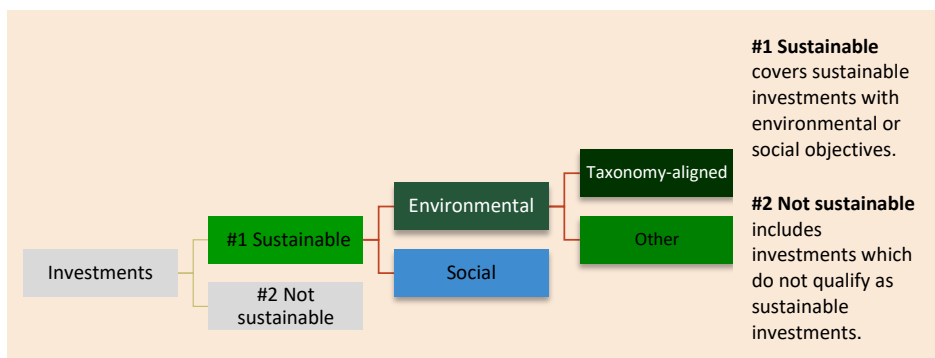 Investments
#1 Sustainable
#2 Not
sustainable
Environmental
Social
Taxonomy-aligned
Other
#1 Sustainable
covers sustainable
investments with
environmental or
social objectives.
#2 Not sustainable
includes
investments which
do not qualify as
sustainable
investments.